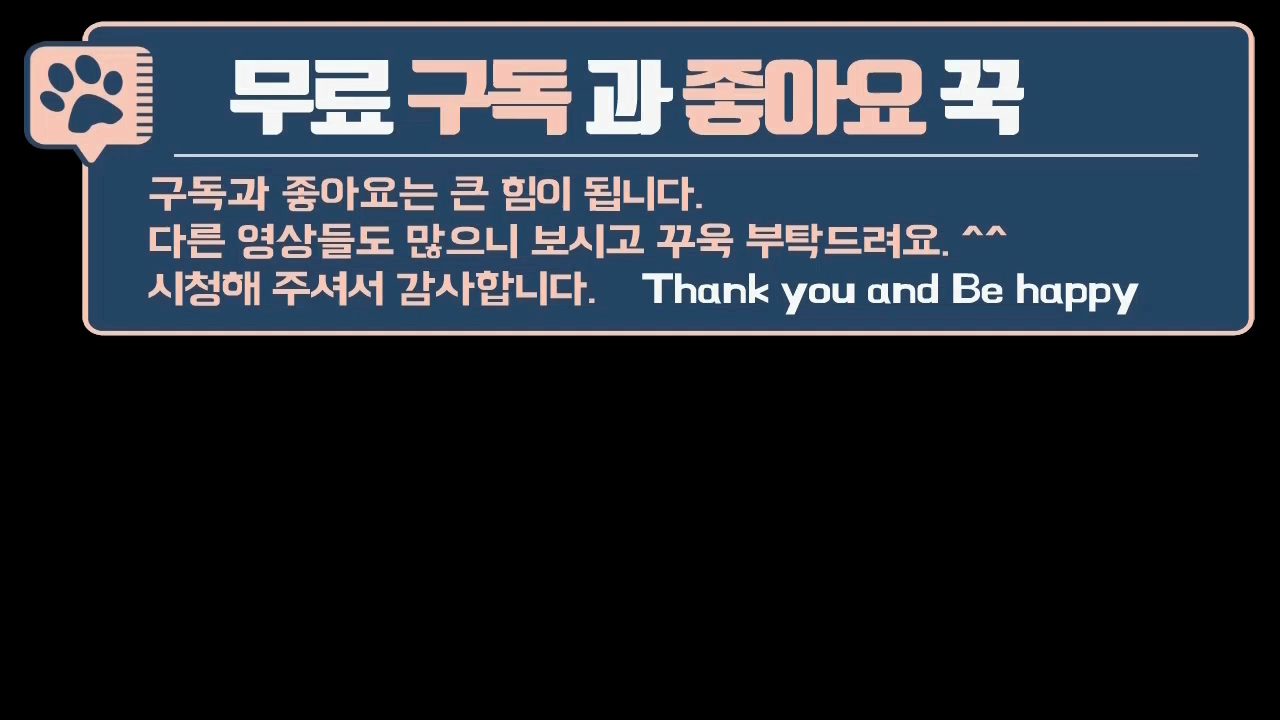 무료 구독 과 좋아요 꾹
구독과 좋아요는 큰 힘이 됩니다.
다른 영상들도 많으니 보시고 꾸욱 부탁드려요. ^^
시청해 주셔서 감사합니다. Thank you and Be happy